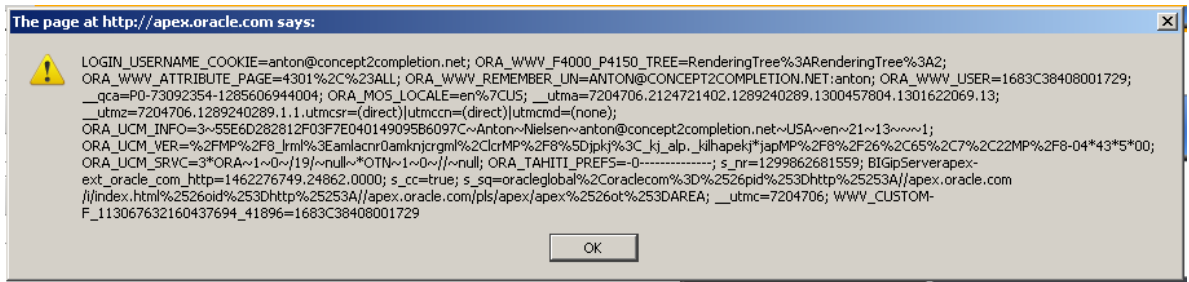 The page at http://apex.oracle.com says:
LOGIN_USERNAME_COOKIE=anton@concept2completion.net; ORA_WWV_F4000_P4150_TREE=RenderingTree%3ARenderingTree%3A2;
ORA_WWV_ATTRIBUTE_PAGE=4301%2C%23ALL; ORA_WWV_REMEMBER_UN=ANTON@CONCEPT2COMPLETION.NET:anton; ORA_WWV_USER=1683C38408001729;
__qca=P0-73092354-1285606944004; ORA_MOS_LOCALE=en%7CUS; __utma=7204706.2124721402.1289240289.1300457804.1301622069.13;
__utmz=7204706.1289240289.1.1.utmcsr=(direct)|utmccn=(direct)|utmcmd=(none);
ORA_UCM_INFO=3~55E6D282812F03F7E040149095B6097C~Anton~Nielsen~anton@concept2completion.net~USA~en~21~13~~~1;
ORA_UCM_VER=%2FMP%2F8_lrml%3Eamlacnr0amknjcrgml%2ClcrMP%2F8%5Djpkj%3C_kj_alp._kilhapekj*japMP%2F8%2F26%2C65%2C7%2C22MP%2F8-04*43*5*00;
ORA_UCM_SRVC=3*ORA~1~0~/19/~null~*OTN~1~0~//~null; ORA_TAHITI_PREFS=-0--------------; s_nr=1299862681559; BIGipServerapex-
ext_oracle_com_http=1462276749.24862.0000; s_cc=true; s_sq=oracleglobal%2Coraclecom%3D%2526pid%253Dhttp%25253A//apex.oracle.com
/i/index.html%2526oid%253Dhttp%25253A//apex.oracle.com/pls/apex/apex%2526ot%253DAREA; __utmc=7204706; WWV_CUSTOM-
F_113067632160437694_41896=1683C38408001729
OK